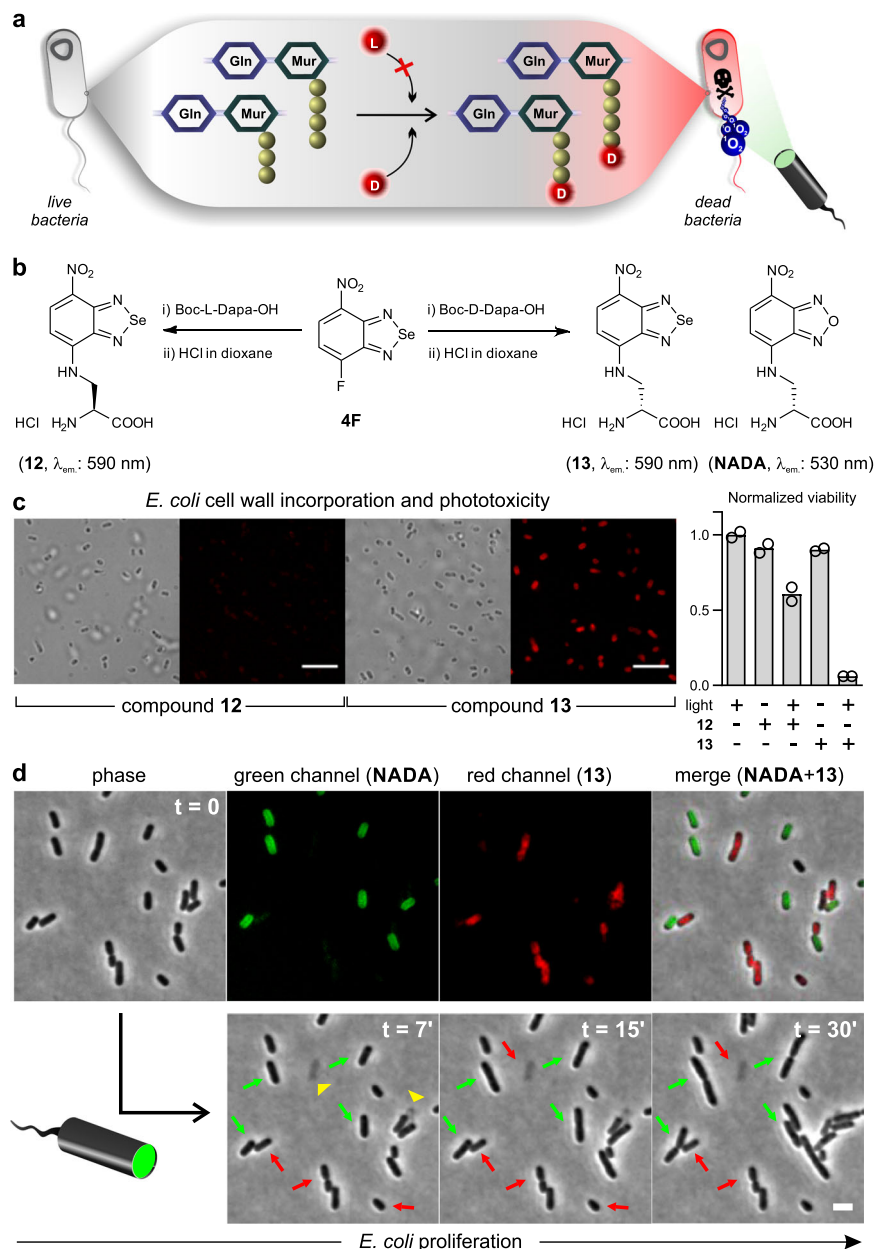 a
L
Gln Mur Gln Mur
Gln Mur Gln Mur
D
D
D
¹O₂
¹O₂
live
bacteria
dead
bacteria
b
NO₂ NO₂ NO₂ NO₂
i) Boc-L-Dapa-OH i) Boc-D-Dapa-OH
N Se N N Se N N Se N N O N
ii) HCl in dioxane ii) HCl in dioxane
HN F HN HN
HCl H₂N COOH 4F HCl H₂N COOH HCl H₂N COOH
(12, λem.: 590 nm) (13, λem.: 590 nm) (NADA, λem.: 530 nm)
c
E. coli cell wall incorporation and phototoxicity
Normalized viability
1.0
0.5
0.0
compound 12 compound 13
light + - + - +
12 - + + - -
13 - - - + +
d
phase green channel (NADA) red channel (13) merge (NADA+13)
t = 0
t = 7' t = 15' t = 30'
E. coli proliferation